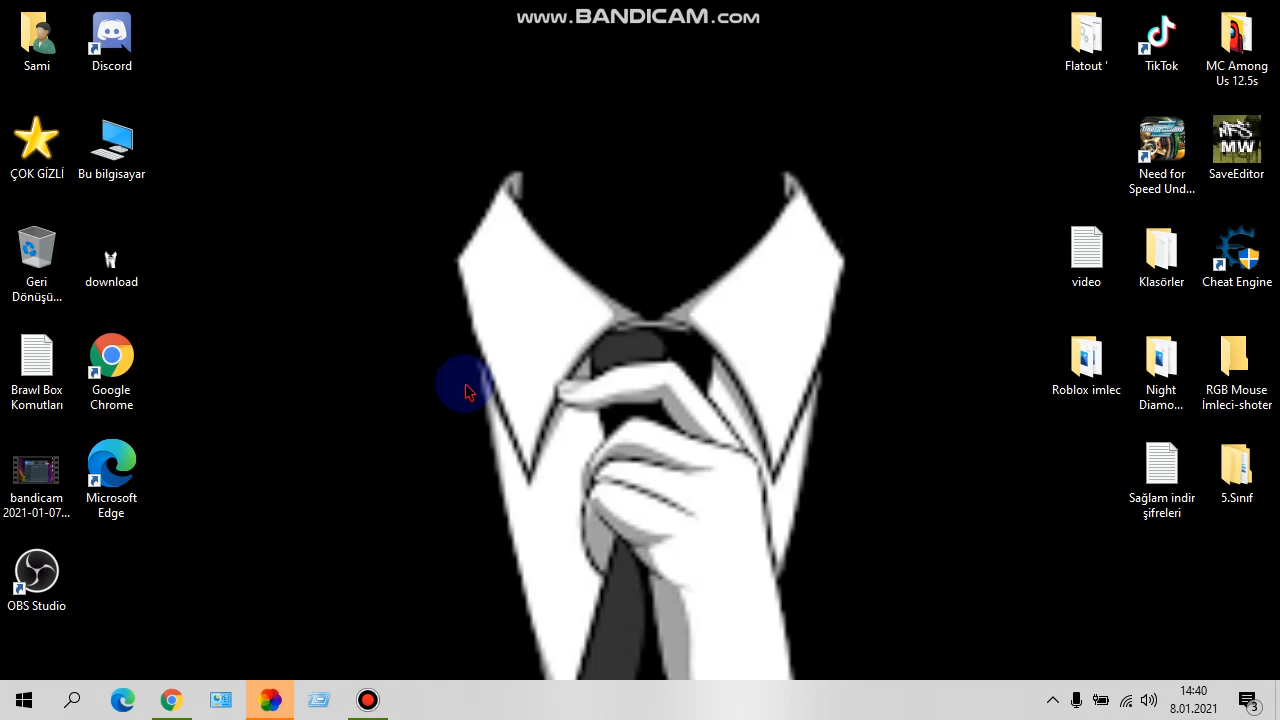 www.BANDICAM.com
Sami
Discord
ÇOK GİZLİ
Bu bilgisayar
Geri
Dönüşü...
download
Brawl Box
Komutları
Google
Chrome
bandicam
2021-01-07...
Microsoft
Edge
OBS Studio
Flatout '
TikTok
MC Among
Us 12.5s
Need for
Speed Und...
NFS
MW
SaveEditor
video
Klasörler
Cheat Engine
Roblox imlec
Night
Diamo...
RGB Mouse
İmleci-shoter
Sağlam indir
şifreleri
5.Sınıf
14:40
8.01.2021
3